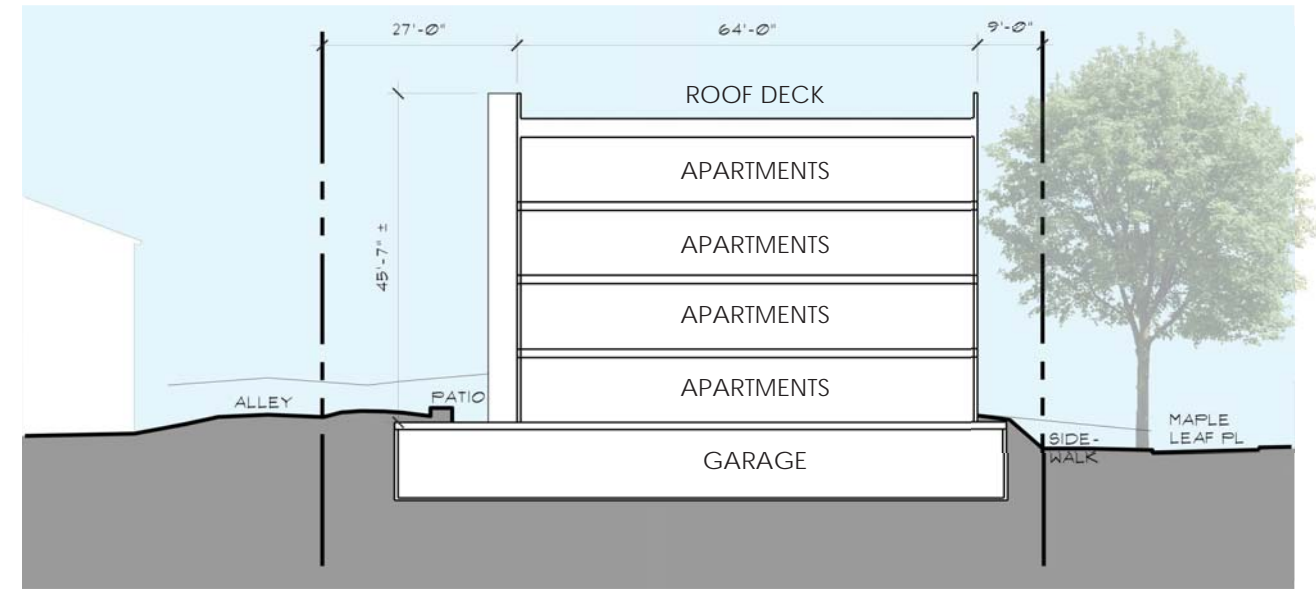 27'-0"
64'-0"
9'-0"
ROOF DECK
APARTMENTS
APARTMENTS
45'-7" ±
APARTMENTS
APARTMENTS
ALLEY
PATIO
MAPLE
LEAF PL
SIDE-
WALK
GARAGE